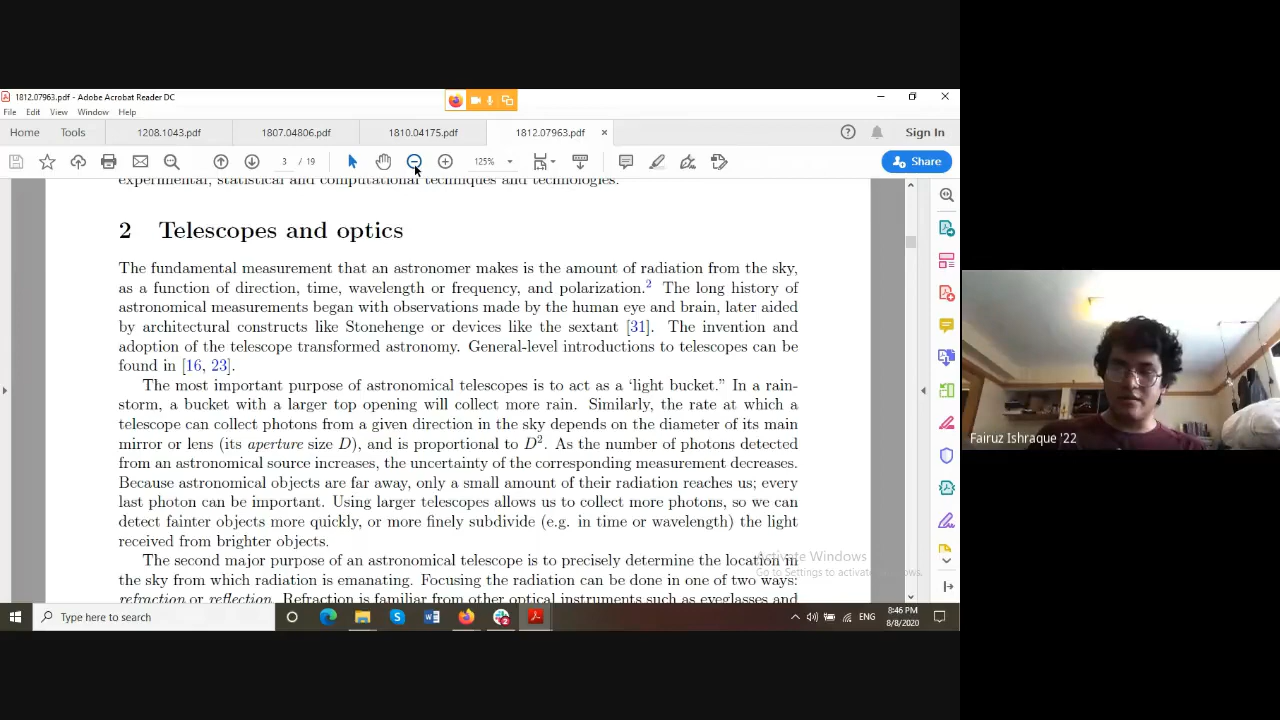 1812.07963.pdf - Adobe Acrobat Reader DC
File Edit View Window Help
Home Tools 1208.1043.pdf 1807.04806.pdf 1810.04175.pdf 1812.07963.pdf × Sign In
3 / 19 125% Share
experimental, statistical and computational techniques and technologies.
2 Telescopes and optics
The fundamental measurement that an astronomer makes is the amount of radiation from the sky,
as a function of direction, time, wavelength or frequency, and polarization.2 The long history of
astronomical measurements began with observations made by the human eye and brain, later aided
by architectural constructs like Stonehenge or devices like the sextant [31]. The invention and
adoption of the telescope transformed astronomy. General-level introductions to telescopes can be
found in [16, 23].
The most important purpose of astronomical telescopes is to act as a ‘light bucket.” In a rain-
storm, a bucket with a larger top opening will collect more rain. Similarly, the rate at which a
telescope can collect photons from a given direction in the sky depends on the diameter of its main
mirror or lens (its aperture size D), and is proportional to D2. As the number of photons detected
from an astronomical source increases, the uncertainty of the corresponding measurement decreases.
Because astronomical objects are far away, only a small amount of their radiation reaches us; every
last photon can be important. Using larger telescopes allows us to collect more photons, so we can
detect fainter objects more quickly, or more finely subdivide (e.g. in time or wavelength) the light
received from brighter objects.
The second major purpose of an astronomical telescope is to precisely determine the location in
the sky from which radiation is emanating. Focusing the radiation can be done in one of two ways:
refraction or reflection. Refraction is familiar from other optical instruments such as eyeglasses and
Activate Windows
Go to Settings to activate Windows.
Type here to search
ENG
8:46 PM
8/8/2020
Fairuz Ishraque '22